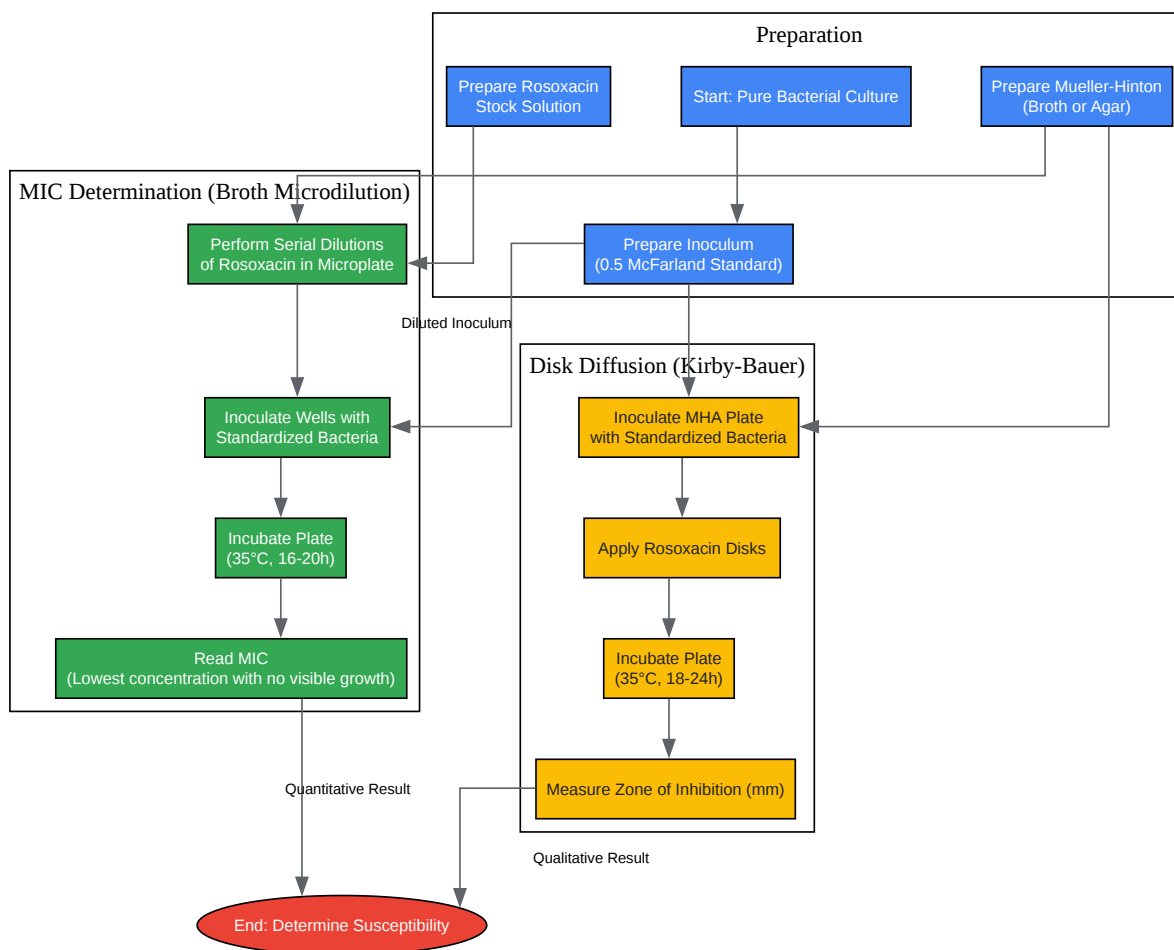 Preparation
Prepare Rosoxacin
Stock Solution
Start: Pure Bacterial Culture
Prepare Mueller-Hinton
(Broth or Agar)
MIC Determination (Broth Microdilution)
Perform Serial Dilutions
of Rosoxacin in Microplate
Prepare Inoculum
(0.5 McFarland Standard)
Diluted Inoculum
Disk Diffusion (Kirby-Bauer)
Inoculate Wells with
Standardized Bacteria
Inoculate MHA Plate
with Standardized Bacteria
Incubate Plate
(35°C, 16-20h)
Apply Rosoxacin Disks
Read MIC
(Lowest concentration with no visible growth)
Incubate Plate
(35°C, 18-24h)
Quantitative Result
Measure Zone of Inhibition (mm)
Qualitative Result
End: Determine Susceptibility